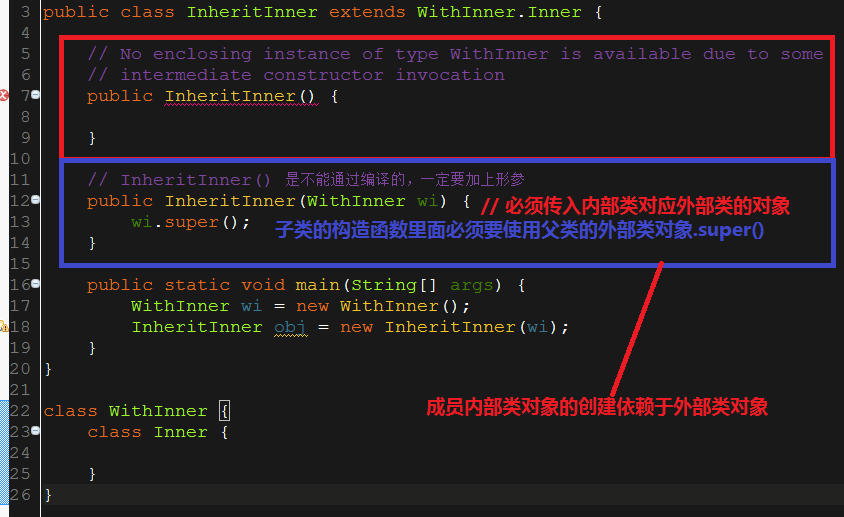 3 public class InheritInner extends WithInner.Inner {
4
5 // No enclosing instance of type WithInner is available due to some
6 // intermediate constructor invocation
7 public InheritInner() {
8
9 }
10
11 // InheritInner() 是不能通过编译的，一定要加上形参
12 public InheritInner(WithInner wi) { // 必须传入内部类对应外部类的对象
13 wi.super(); 子类的构造函数里面必须要使用父类的外部类对象.super()
14 }
15
16 public static void main(String[] args) {
17 WithInner wi = new WithInner();
18 InheritInner obj = new InheritInner(wi);
19 }
20 }
21
22 class WithInner { 成员内部类对象的创建依赖于外部类对象
23 class Inner {
24
25 }
26 }